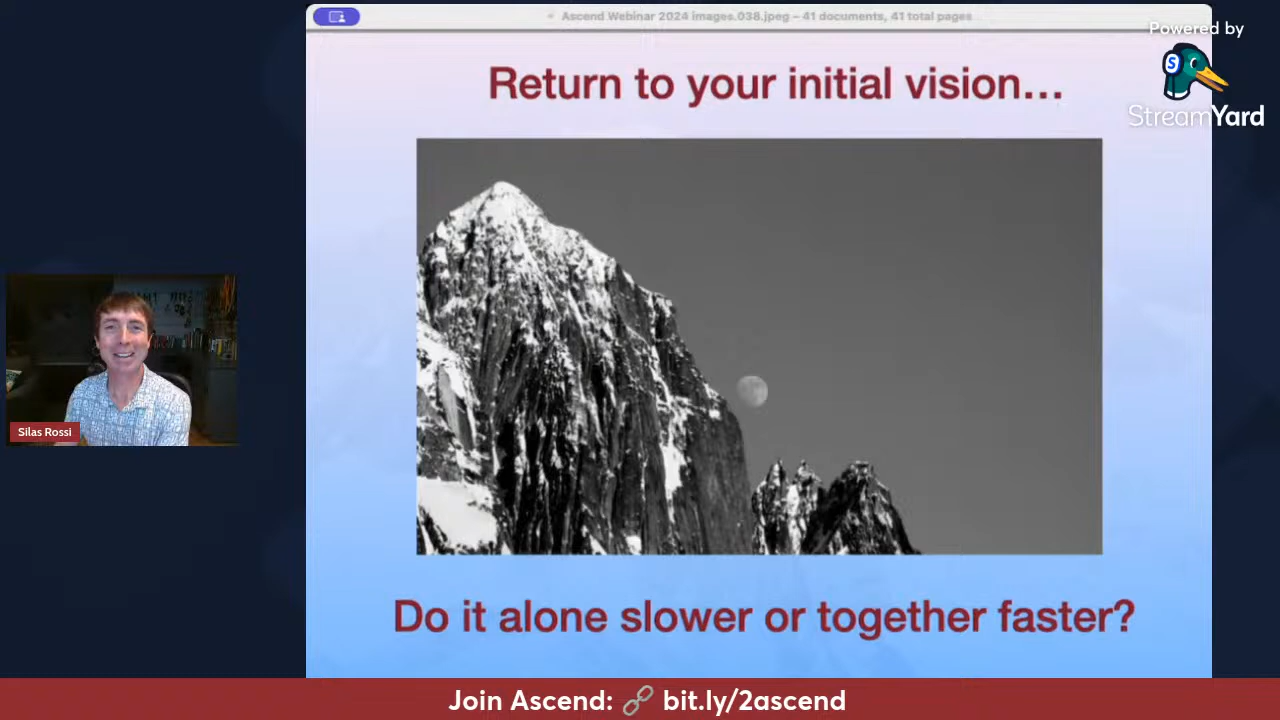 Ascend Webinar 2024 images.038.jpeg – 41 documents, 41 total pages
Powered by
S
StreamYard
Return to your initial vision...
Silas Rossi
Do it alone slower or together faster?
Join Ascend: 🔗 bit.ly/2ascend